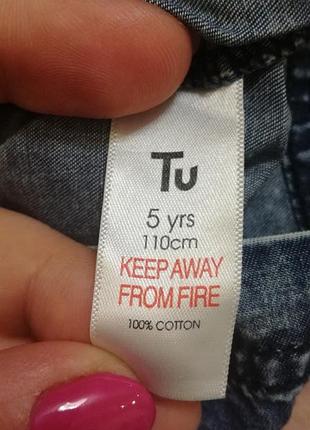 Tu
5 yrs
110cm
KEEP AWAY
FROM FIRE
100% COTTON